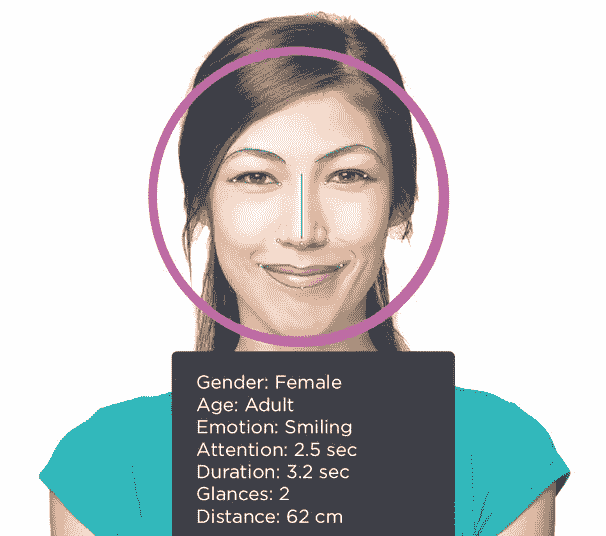 Gender: Female
Age: Adult
Emotion: Smiling
Attention: 2.5 sec
Duration: 3.2 sec
Glances: 2
Distance: 62 cm